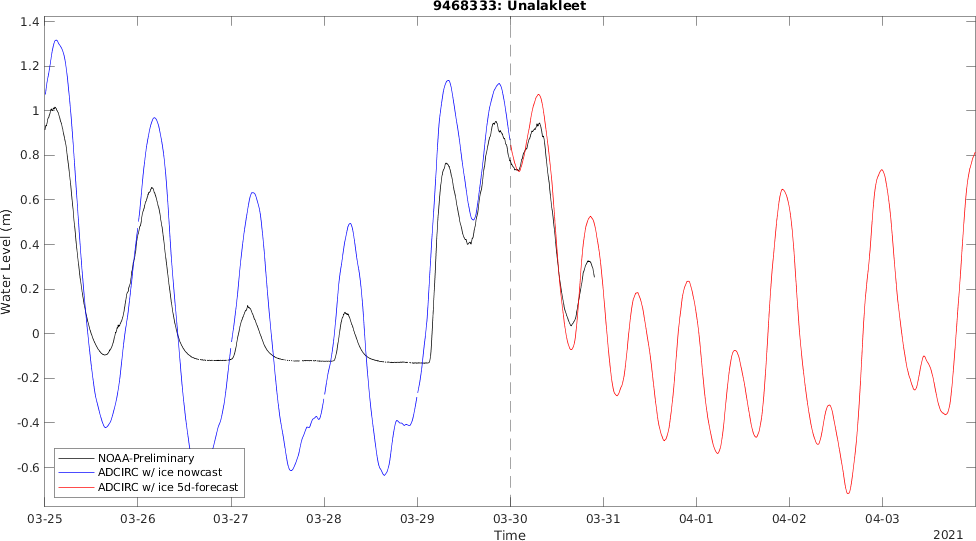 9468333: Unalakleet
1.4
1.2
1
0.8
0.6
0.4
0.2
0
-0.2
-0.4
-0.6
Water Level (m)
NOAA-Preliminary
ADCIRC w/ ice nowcast
ADCIRC w/ ice 5d-forecast
03-25 03-26 03-27 03-28 03-29 03-30 03-31 04-01 04-02 04-03
Time
2021